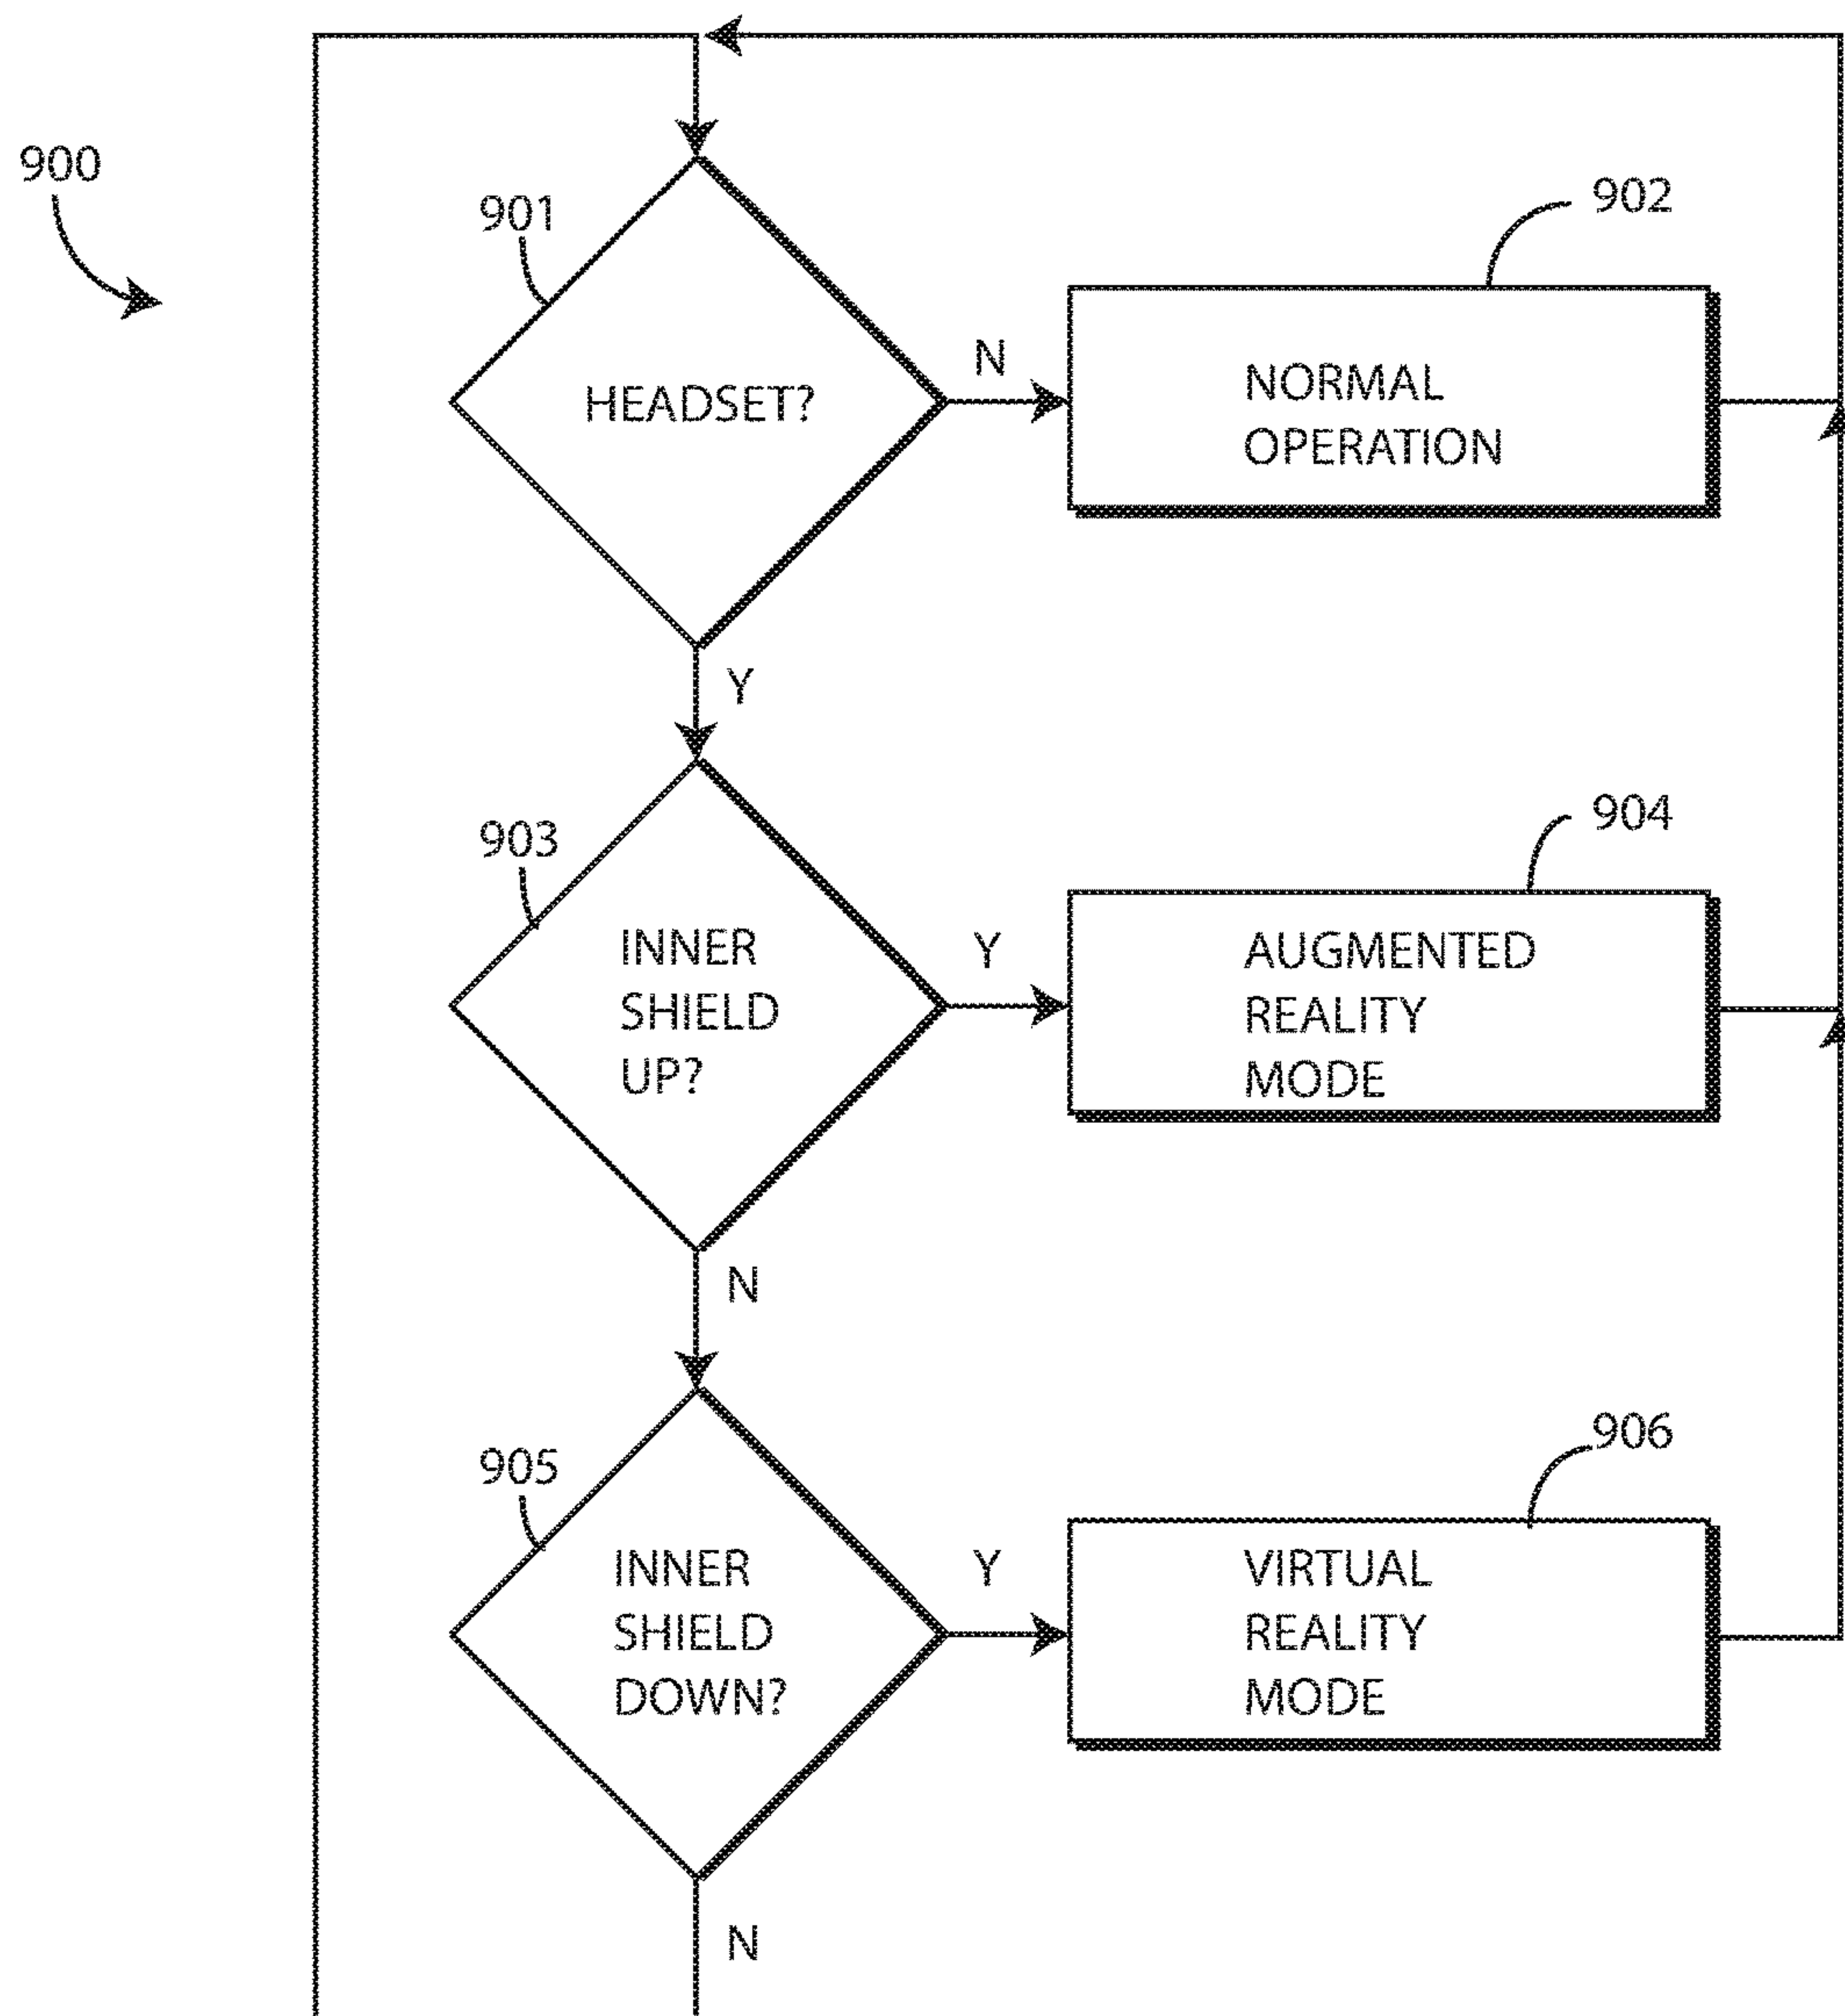 900
901
902
HEADSET?
N
NORMAL
OPERATION
Y
903
904
INNER
SHIELD
UP?
Y
AUGMENTED
REALITY
MODE
N
905
906
INNER
SHIELD
DOWN?
Y
VIRTUAL
REALITY
MODE
N